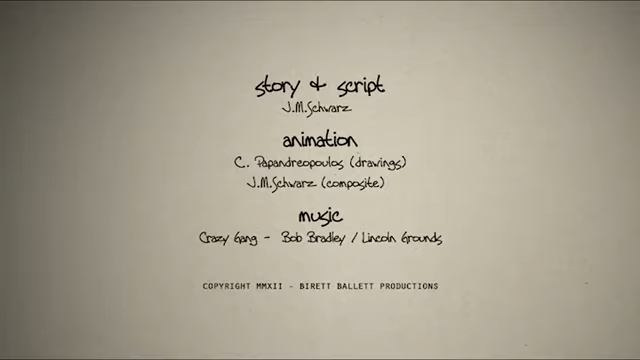 story & script
J.M.Schwarz
animation
C. Papandreopoulos (drawings)
J.M.Schwarz (composite)
music
Crazy Gang - Bob Bradley / Lincoln Grounds
COPYRIGHT MMXII - BIRETT BALLETT PRODUCTIONS